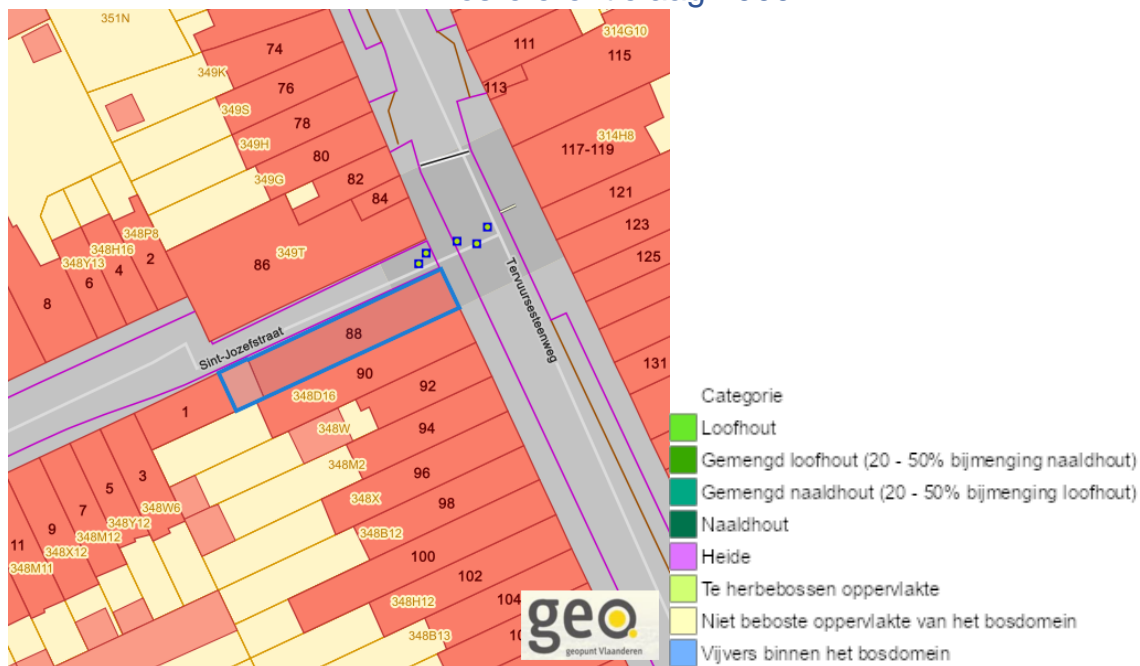 351N
74
111
314G10
115
349K
76
113
349S
78
314H8
349H
80
117-119
349G
82
84
121
348P8
123
348H16
2
349T
348Y13
4
86
125
6
8
Tervuursesteenweg
Sint-Jozefstraat
88
131
90
92
1
348D16
348W
94
348M2
3
96
5
348X
98
7
348W6
9
348Y12
348B12
11
348M12
100
348X12
348M11
102
348H12
104
348B13
geo.
geopunt Vlaanderen
Categorie
Loofhout
Gemengd loofhout (20 - 50% bijmenging naaldhout)
Gemengd naaldhout (20 - 50% bijmenging loofhout)
Naaldhout
Heide
Te herbebossen oppervlakte
Niet beboste oppervlakte van het bosdomein
Vijvers binnen het bosdomein